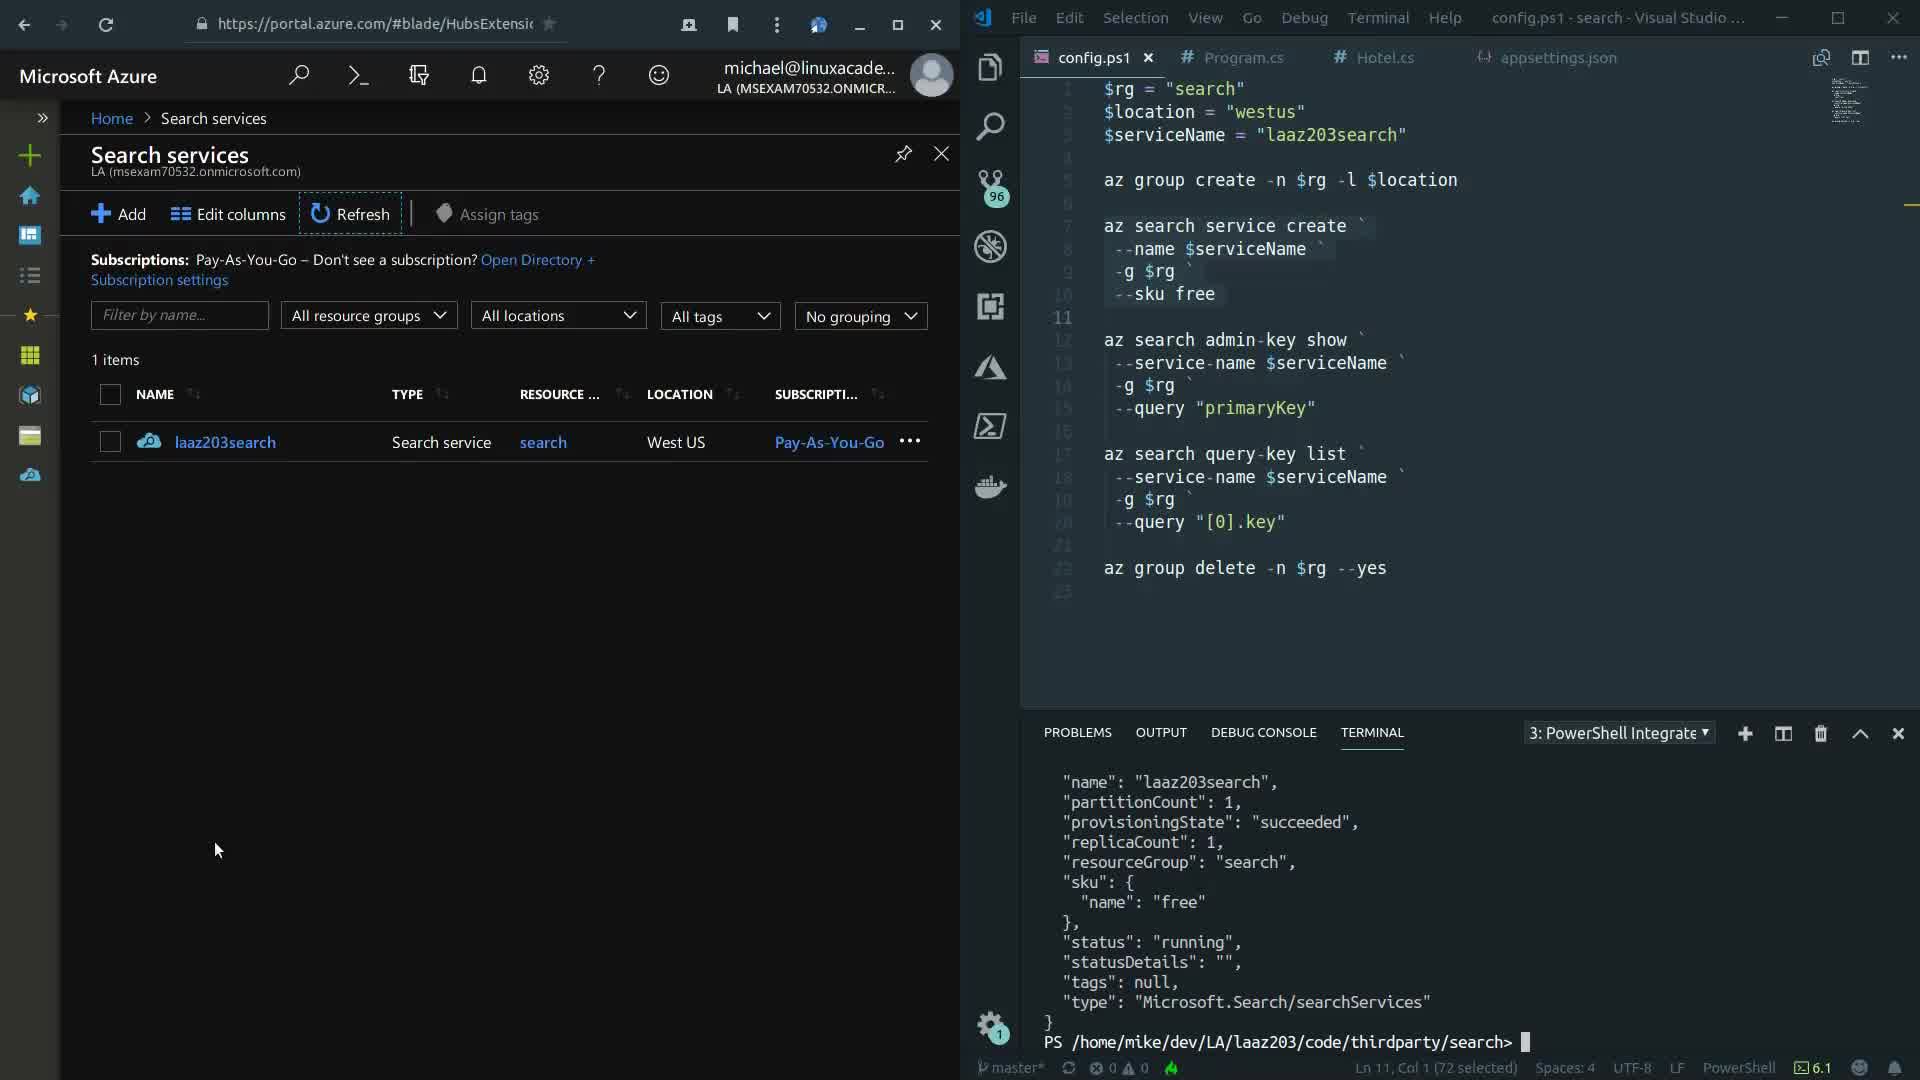 https://portal.azure.com/#blade/HubsExtensic
Microsoft Azure
michael@linuxacade...
LA (MSEXAM70532.ONMICR...
Home > Search services
Search services
LA (msexam70532.onmicrosoft.com)
Add
Edit columns
Refresh
Assign tags
Subscriptions: Pay-As-You-Go – Don't see a subscription? Open Directory +
Subscription settings
Filter by name...
All resource groups
All locations
All tags
No grouping
1 items
NAME TYPE RESOURCE ... LOCATION SUBSCRIPTI...
laaz203search Search service search West US Pay-As-You-Go •••
File Edit Selection View Go Debug Terminal Help config.ps1 - search - Visual Studio ...
config.ps1 # Program.cs # Hotel.cs {} appsettings.json
96
1 $rg = "search"
2 $location = "westus"
3 $serviceName = "laaz203search"
4
5 az group create -n $rg -l $location
6
7 az search service create `
8 --name $serviceName `
9 -g $rg `
10 --sku free
11
12 az search admin-key show `
13 --service-name $serviceName `
14 -g $rg `
15 --query "primaryKey"
16
17 az search query-key list `
18 --service-name $serviceName `
19 -g $rg `
20 --query "[0].key"
21
22 az group delete -n $rg --yes
23
PROBLEMS OUTPUT DEBUG CONSOLE TERMINAL
3: PowerShell Integrate
"name": "laaz203search",
"partitionCount": 1,
"provisioningState": "succeeded",
"replicaCount": 1,
"resourceGroup": "search",
"sku": {
"name": "free"
},
"status": "running",
"statusDetails": "",
"tags": null,
"type": "Microsoft.Search/searchServices"
}
PS /home/mike/dev/LA/laaz203/code/thirdparty/search>
1
master* 0 0 Ln 11, Col 1 (72 selected) Spaces: 4 UTF-8 LF PowerShell 6.1